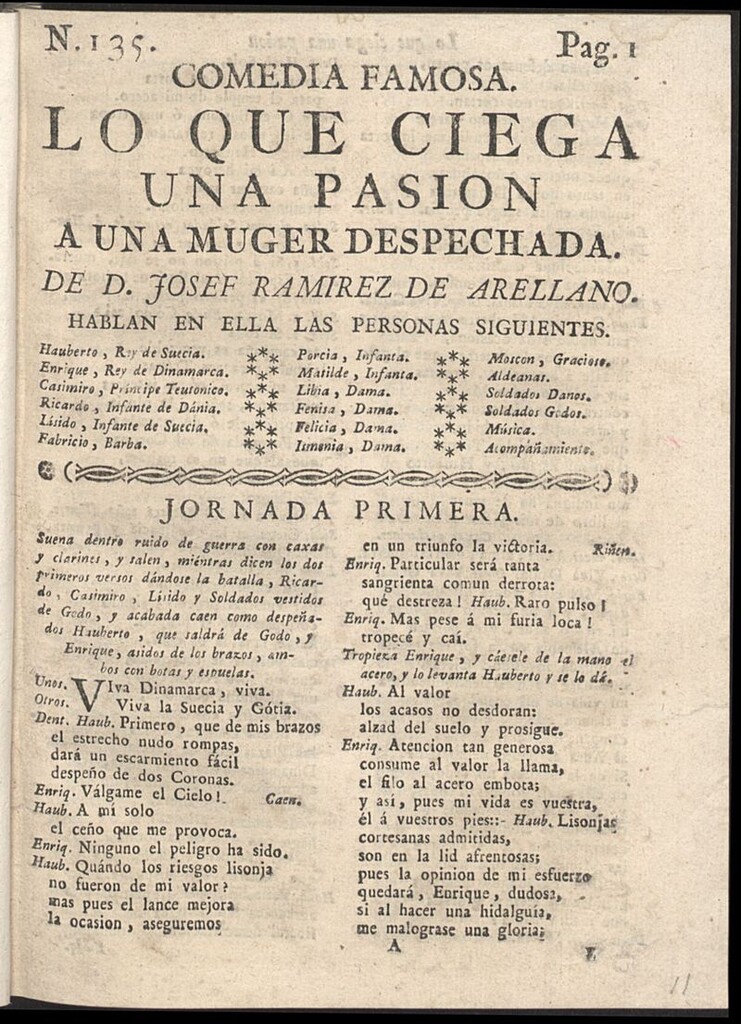 N. 135.
Pag. 1
COMEDIA FAMOSA.
LO QUE CIEGA
UNA PASION
A UNA MUGER DESPECHADA.
DE D. JOSEF RAMIREZ DE ARELLANO.
HABLAN EN ELLA LAS PERSONAS SIGUIENTES.
Hauberto, Rey de Suecia.
Enrique, Rey de Dinamarca.
Casimiro, Príncipe Teutonico.
Ricardo, Infante de Dánia.
Lisido, Infante de Suecia.
Fabricio, Barba.
Porcia, Infanta.
Matilde, Infanta.
Libia, Dama.
Fenisa, Dama.
Felicia, Dama.
Ismenia, Dama.
Moscon, Gracioso.
Aldeanas.
Soldados Danos.
Soldados Godos.
Música.
Acompañamiento.
JORNADA PRIMERA.
Suena dentro ruido de guerra con caxas
y clarines, y salen, miéntras dicen los dos
primeros versos dándose la batalla, Ricar-
do, Casimiro, Lisido y Soldados vestidos
de Godo, y acabada caen como despeña-
dos Hauberto, que saldrá de Godo, y
Enrique, asidos de los brazos, am-
bos con botas y espuelas.
Unos. VIva Dinamarca, viva.
Otros. Viva la Suecia y Gótia.
Dent. Haub. Primero, que de mis brazos
el estrecho nudo rompas,
dará un escarmiento fácil
despeño de dos Coronas.
Enriq. Válgame el Cielo! Caen.
Haub. A mí solo
el ceño que me provoca.
Enriq. Ninguno el peligro ha sido.
Haub. Quándo los riesgos lisonja
no fueron de mi valor?
mas pues el lance mejora
la ocasion, aseguremos
en un triunfo la victoria. Riñen.
Enriq. Particular será tanta
sangrienta comun derrota:
qué destreza! Haub. Raro pulso!
Enriq. Mas pese á mi furia loca!
tropecé y caí.
Tropieza Enrique, y cáesele de la mano el
acero, y lo levanta Hauberto y se lo dá.
Haub. Al valor
los acasos no desdoran:
alzad del suelo y prosigue.
Enriq. Atencion tan generosa
consume al valor la llama,
el filo al acero embota;
y así, pues mi vida es vuestra,
él á vuestros pies::- Haub. Lisonjas
cortesanas admitidas,
son en la lid afrentosas;
pues la opinion de mi esfuerzo
quedará, Enrique, dudosa,
si al hacer una hidalguía,
me malograse una gloria;
A
11